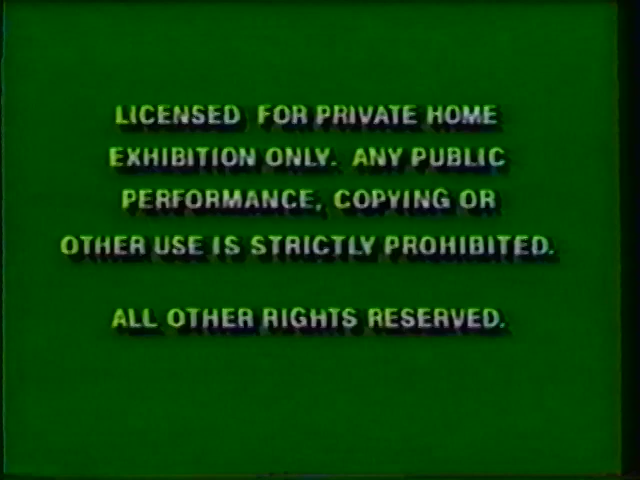 LICENSED FOR PRIVATE HOME
EXHIBITION ONLY. ANY PUBLIC
PERFORMANCE, COPYING OR
OTHER USE IS STRICTLY PROHIBITED.
ALL OTHER RIGHTS RESERVED.